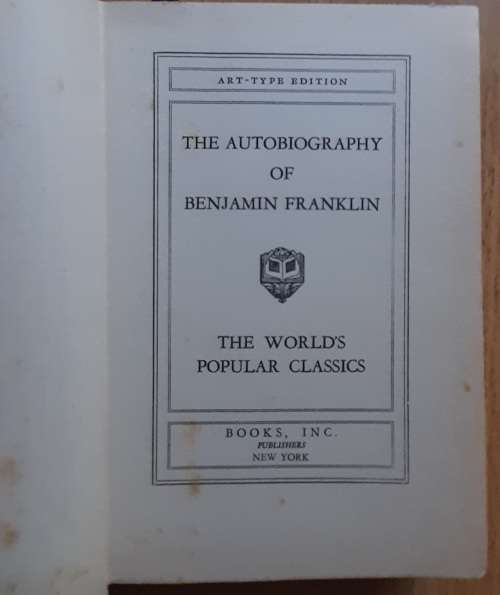 ART-TYPE EDITION
THE AUTOBIOGRAPHY
OF
BENJAMIN FRANKLIN
THE WORLD'S
POPULAR CLASSICS
BOOKS, INC.
PUBLISHERS
NEW YORK